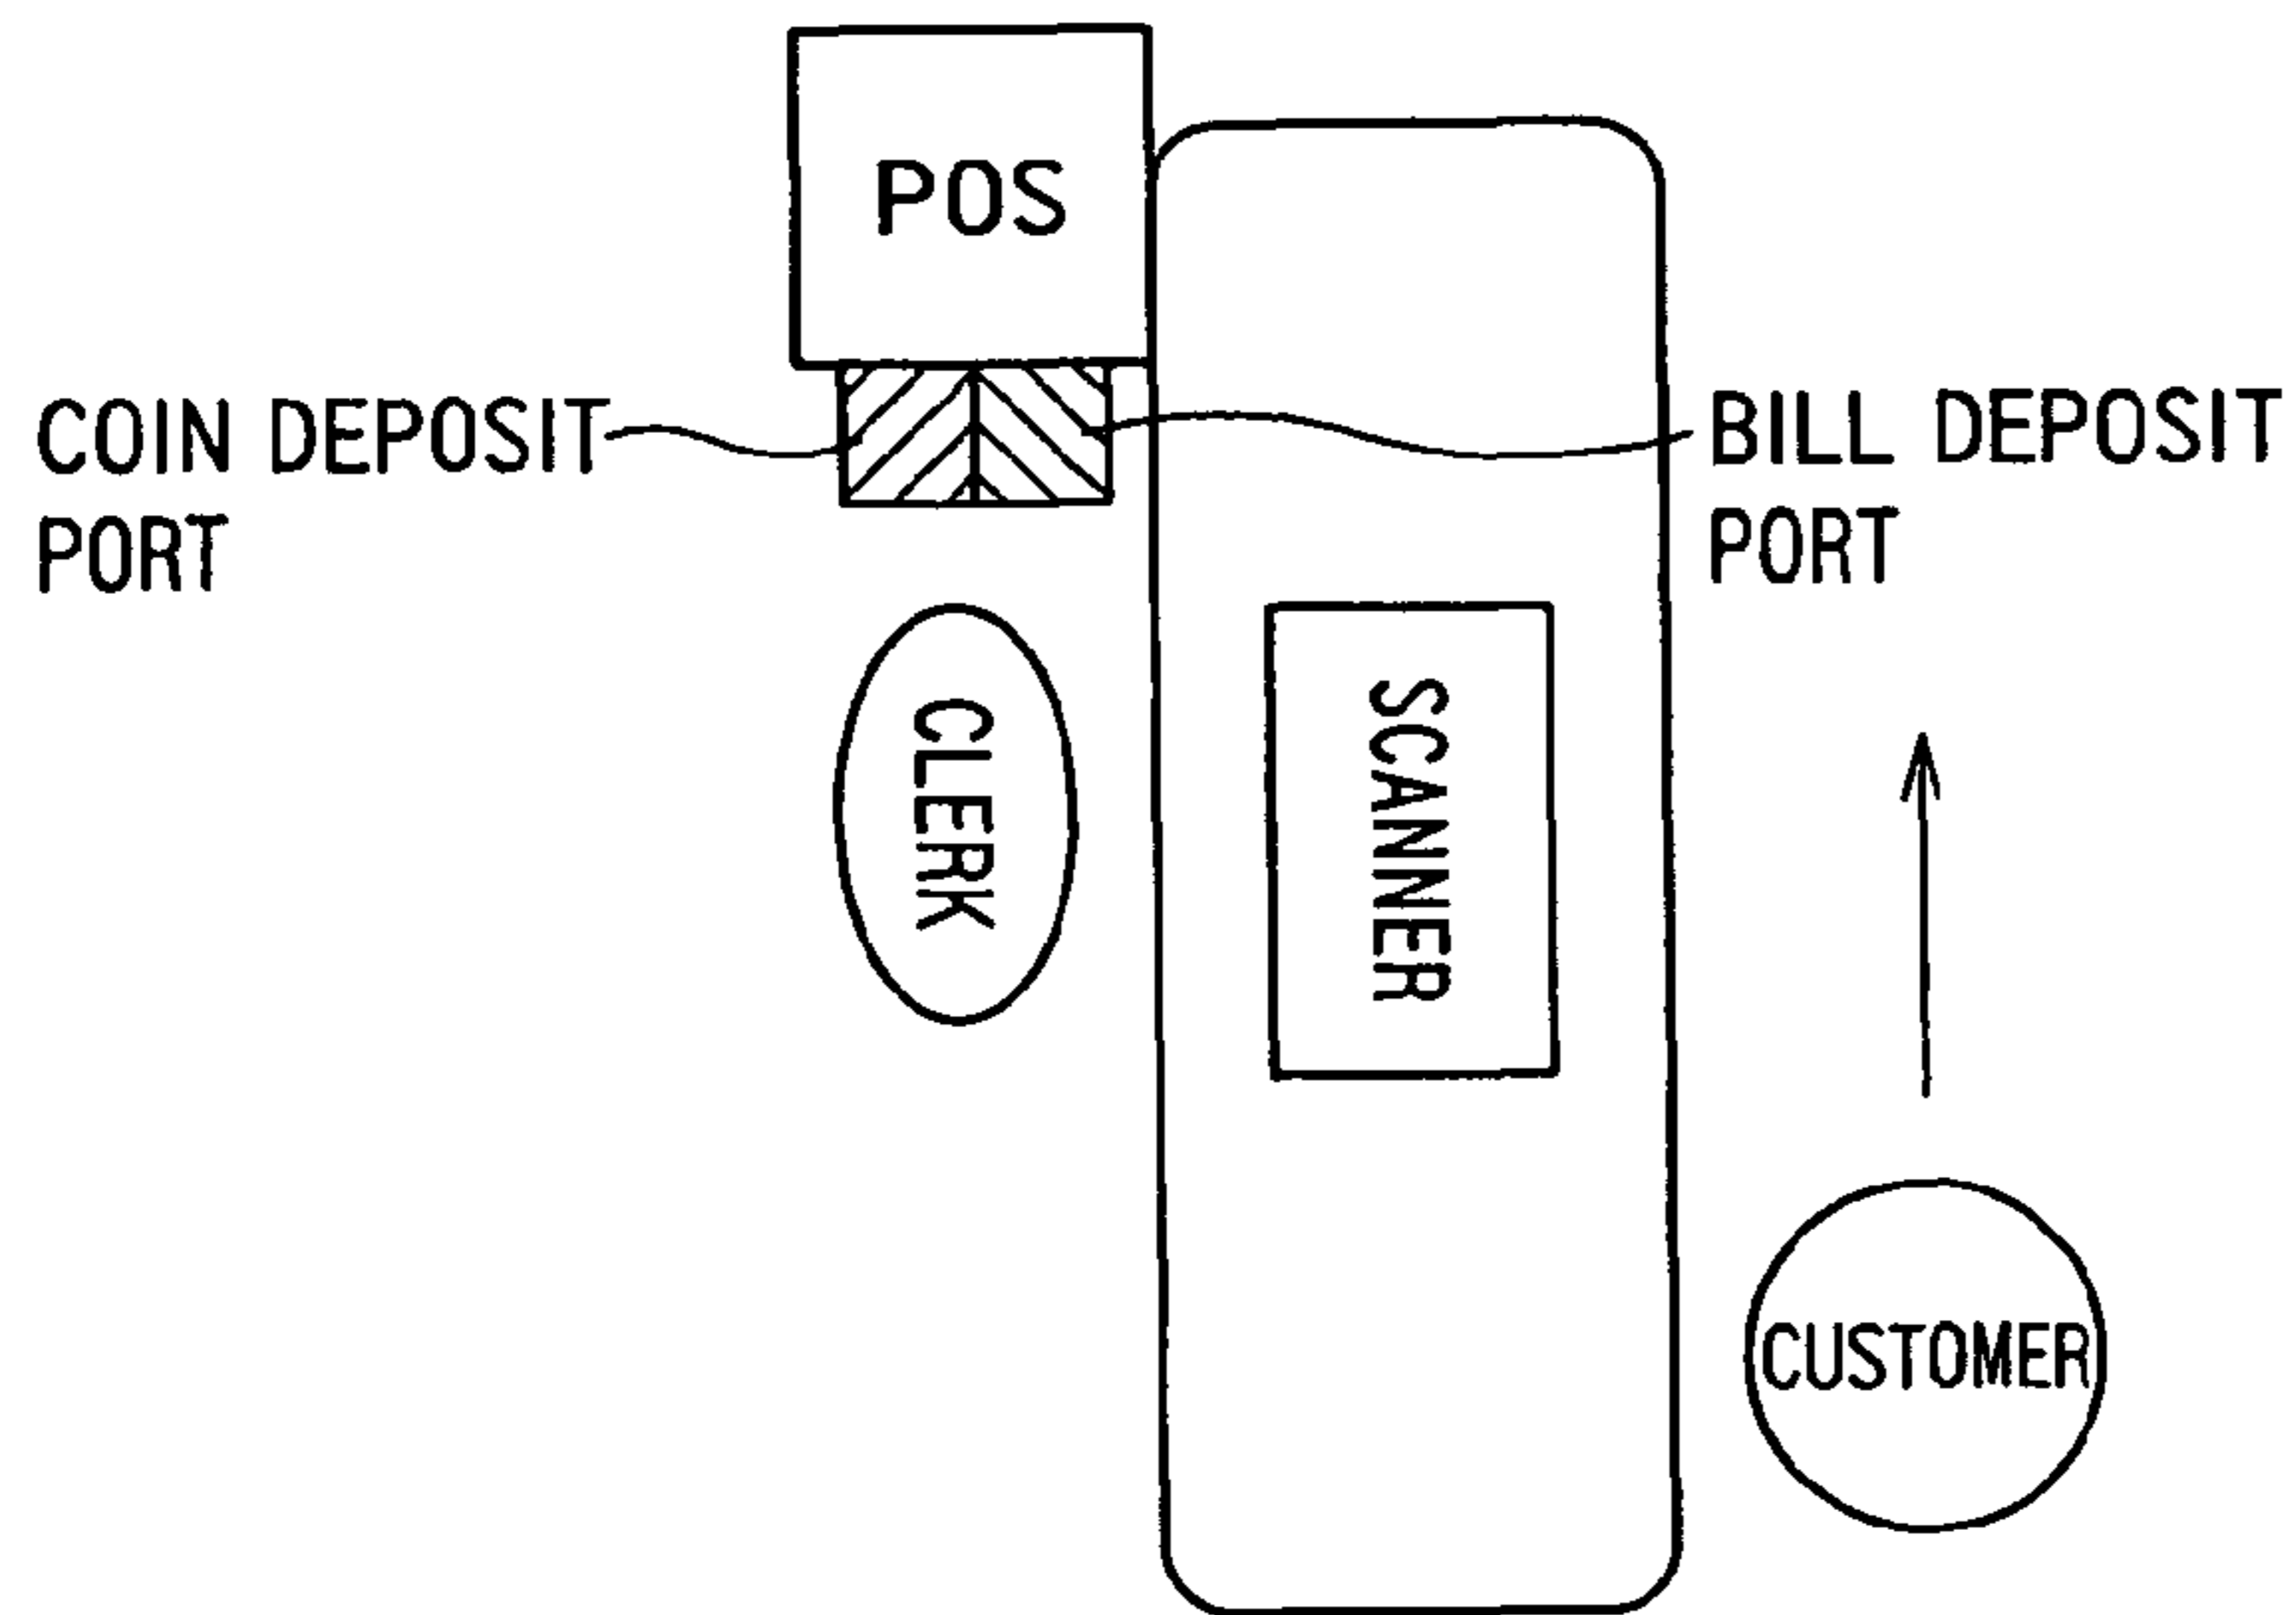 POS
COIN DEPOSIT
PORT
BILL DEPOSIT
PORT
CLERK
SCANNER
CUSTOMER